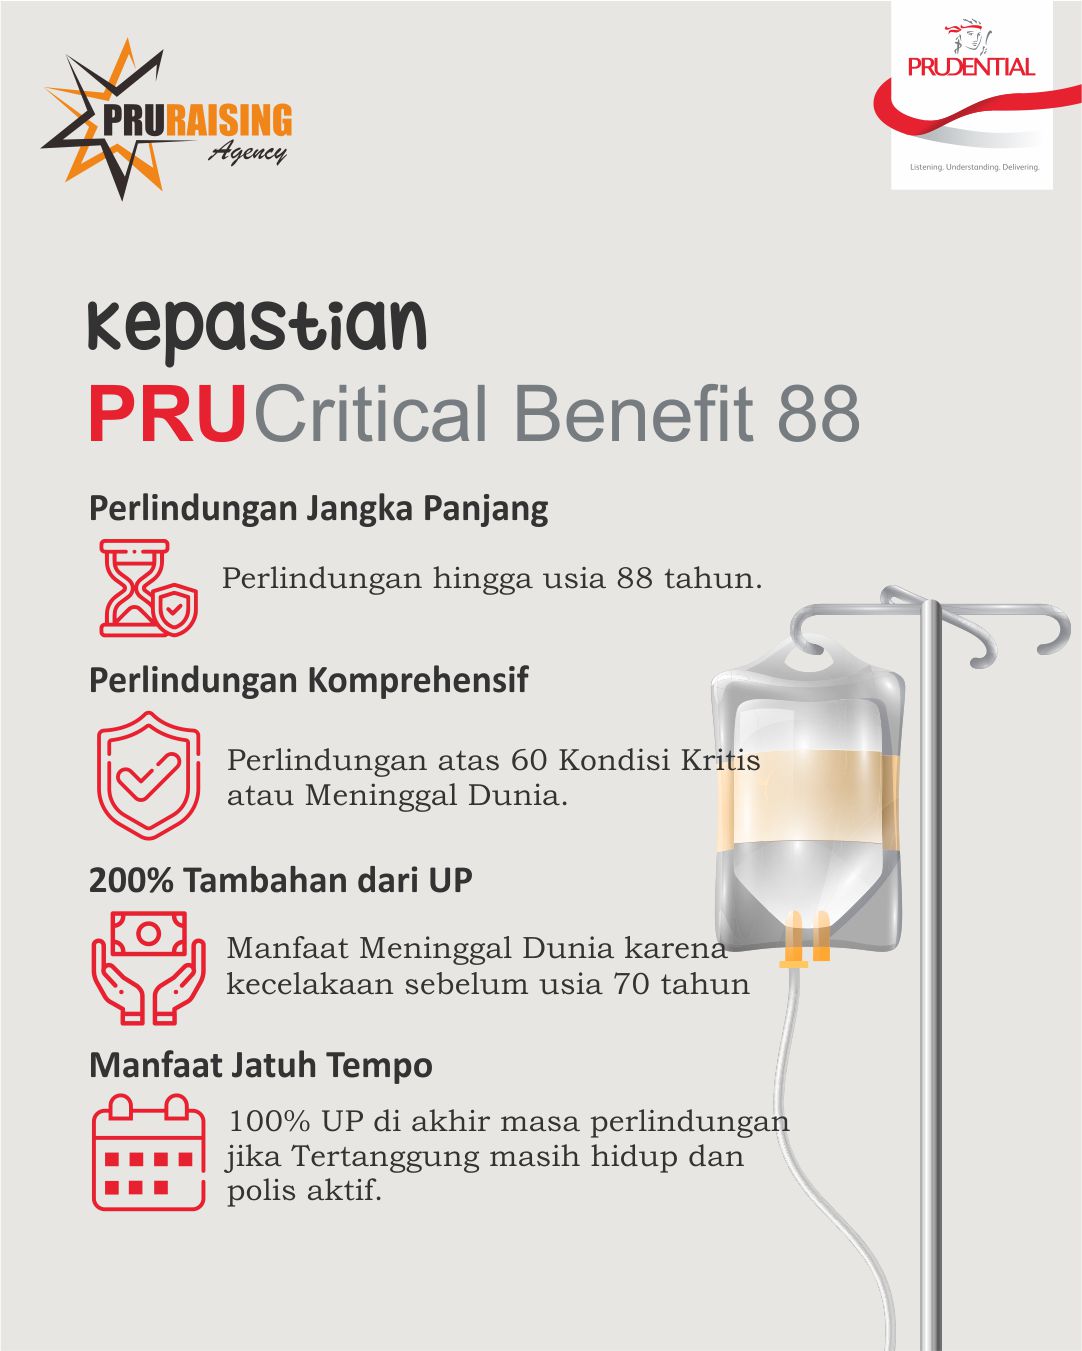 PRURAISING
Agency
PRUDENTIAL
Listening. Understanding. Delivering.
Kepastian
PRUCritical Benefit 88
Perlindungan Jangka Panjang
Perlindungan hingga usia 88 tahun.
Perlindungan Komprehensif
Perlindungan atas 60 Kondisi Kritis
atau Meninggal Dunia.
200% Tambahan dari UP
Manfaat Meninggal Dunia karena
kecelakaan sebelum usia 70 tahun
Manfaat Jatuh Tempo
100% UP di akhir masa perlindungan
jika Tertanggung masih hidup dan
polis aktif.